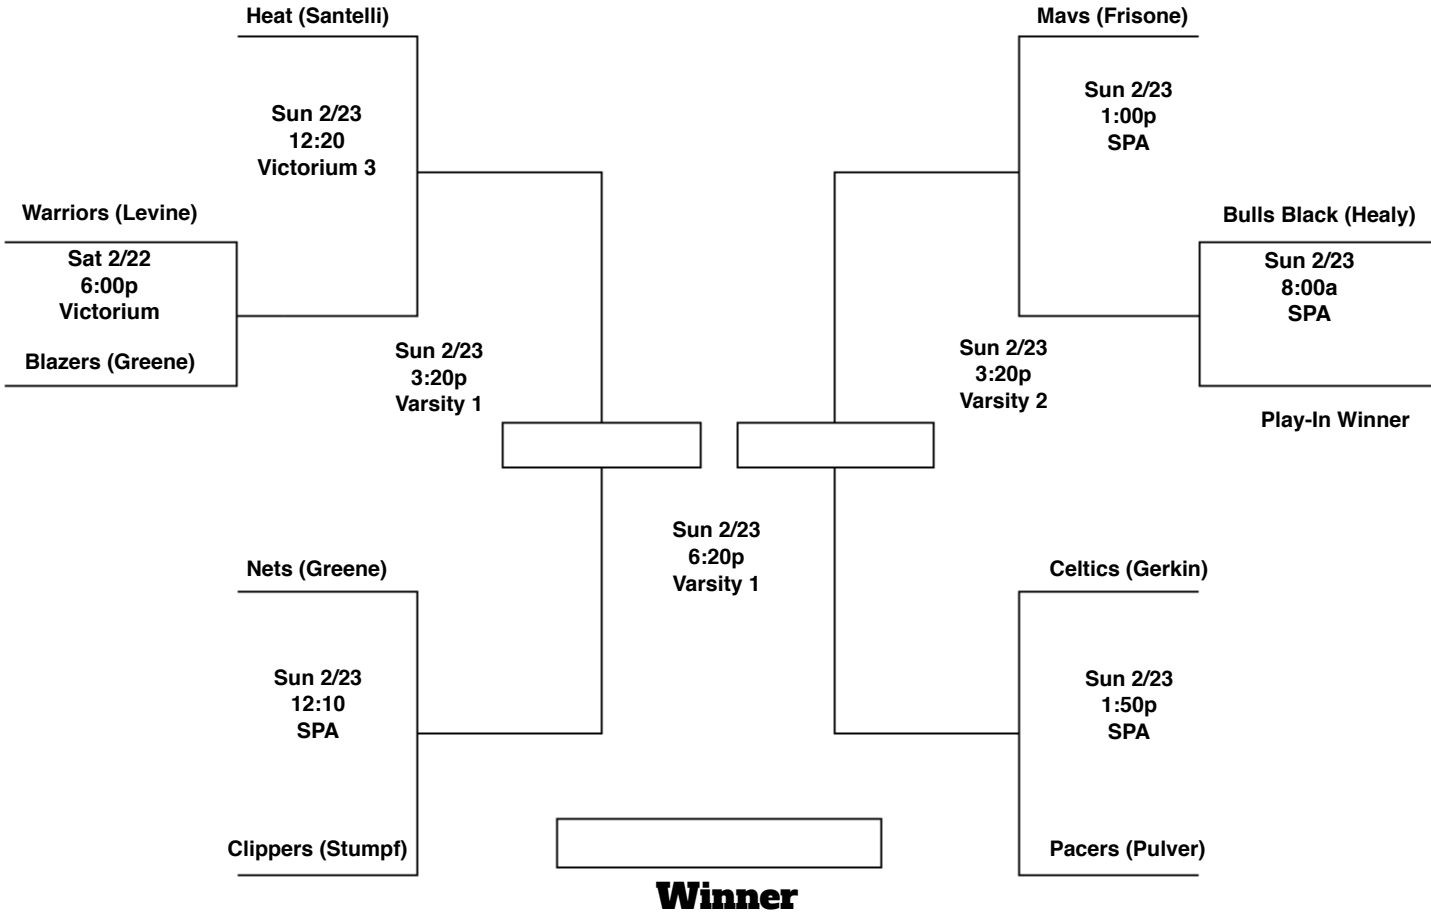 Heat (Santelli)
Sun 2/23
12:20
Victorium 3
Warriors (Levine)
Sat 2/22
6:00p
Victorium
Blazers (Greene)
Sun 2/23
3:20p
Varsity 1
Nets (Greene)
Sun 2/23
12:10
SPA
Clippers (Stumpf)
Mavs (Frisone)
Sun 2/23
1:00p
SPA
Bulls Black (Healy)
Sun 2/23
8:00a
SPA
Play-In Winner
Sun 2/23
3:20p
Varsity 2
Sun 2/23
6:20p
Varsity 1
Celtics (Gerkin)
Sun 2/23
1:50p
SPA
Pacers (Pulver)
Winner